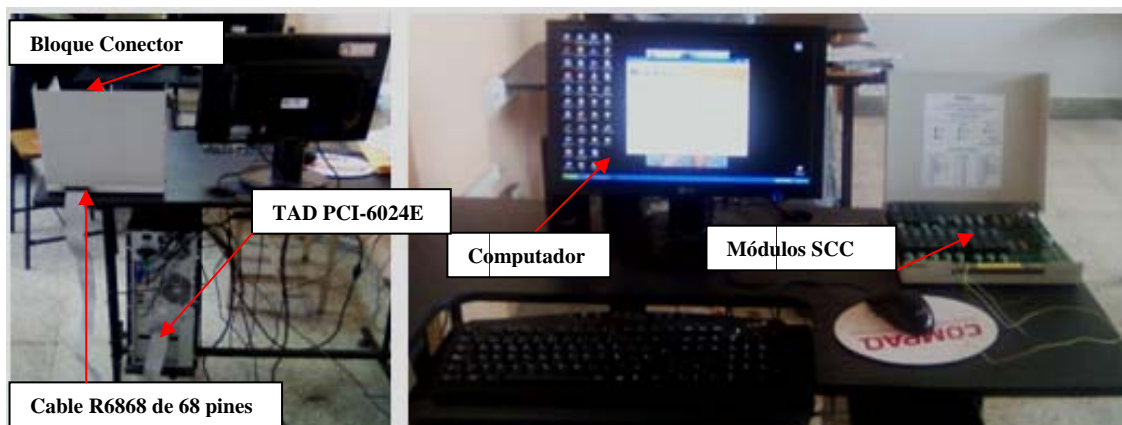 Bloque Conector
TAD PCI-6024E
Computador
Módulos SCC
COMPAQ
Cable R6868 de 68 pines